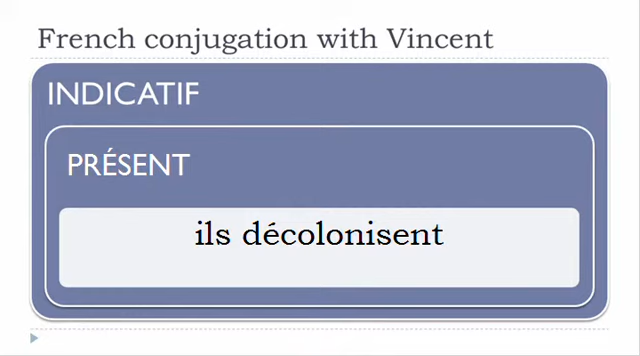 French conjugation with Vincent
INDICATIF
PRÉSENT
ils décolonisent